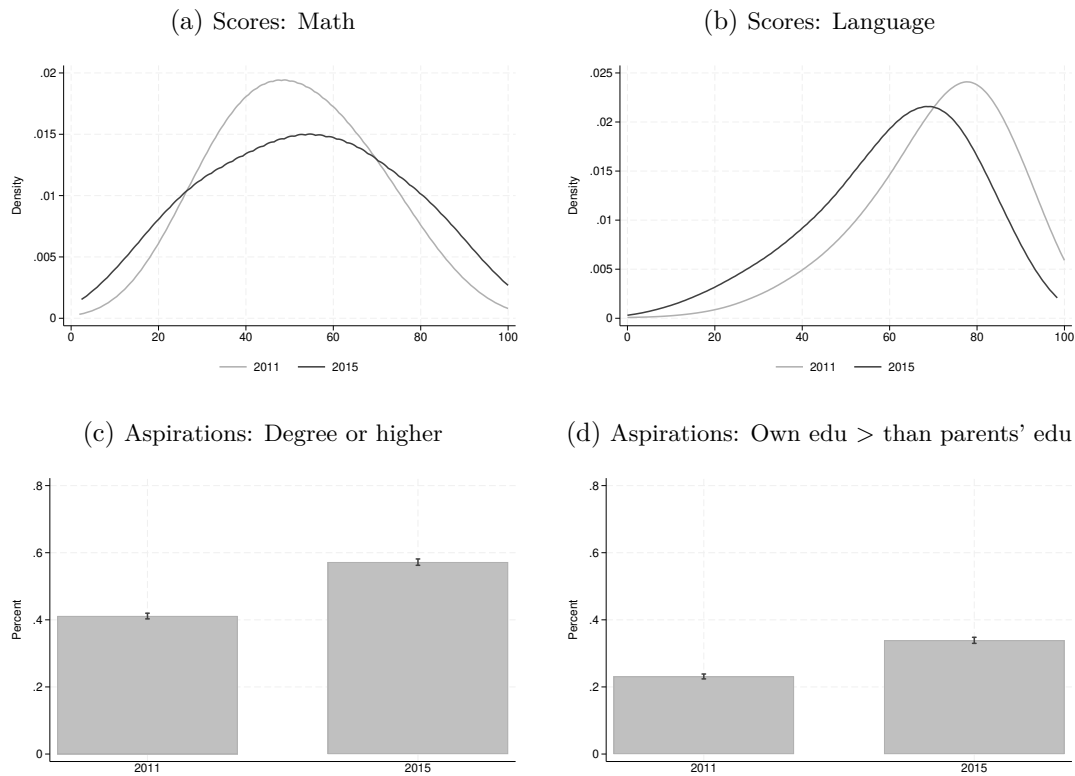 (a) Scores: Math
.02
.015
.01
.005
0
Density
0 20 40 60 80 100
2011 2015
(b) Scores: Language
.025
.02
.015
.01
.005
0
Density
0 20 40 60 80 100
2011 2015
(c) Aspirations: Degree or higher
.8
.6
.4
.2
0
Percent
2011 2015
(d) Aspirations: Own edu > than parents’ edu
.8
.6
.4
.2
0
Percent
2011 2015